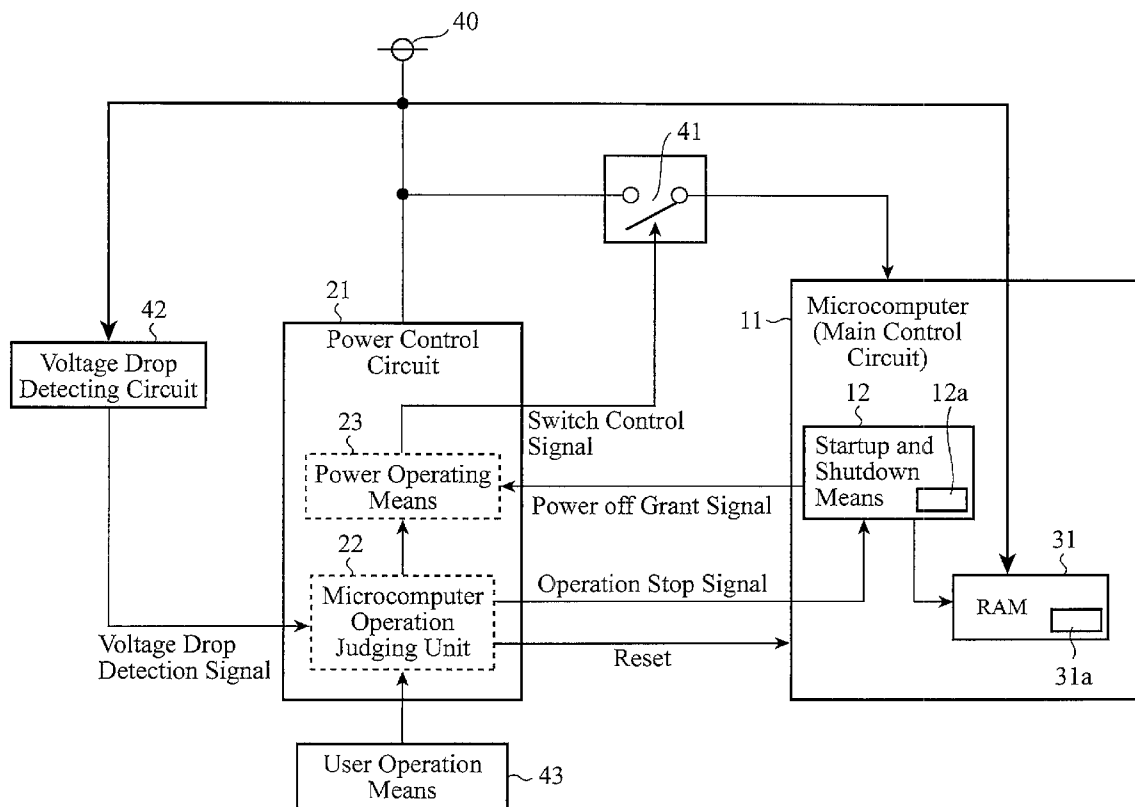 40
41
21
42
Power Control
Circuit
11
Microcomputer
(Main Control
Circuit)
Voltage Drop
Detecting Circuit
12
12a
Switch Control
Signal
23
Startup and
Shutdown
Means
Power Operating
Means
Power off Grant Signal
22
31
Operation Stop Signal
Microcomputer
Operation
Judging Unit
RAM
Voltage Drop
Detection Signal
Reset
31a
User Operation
Means
43